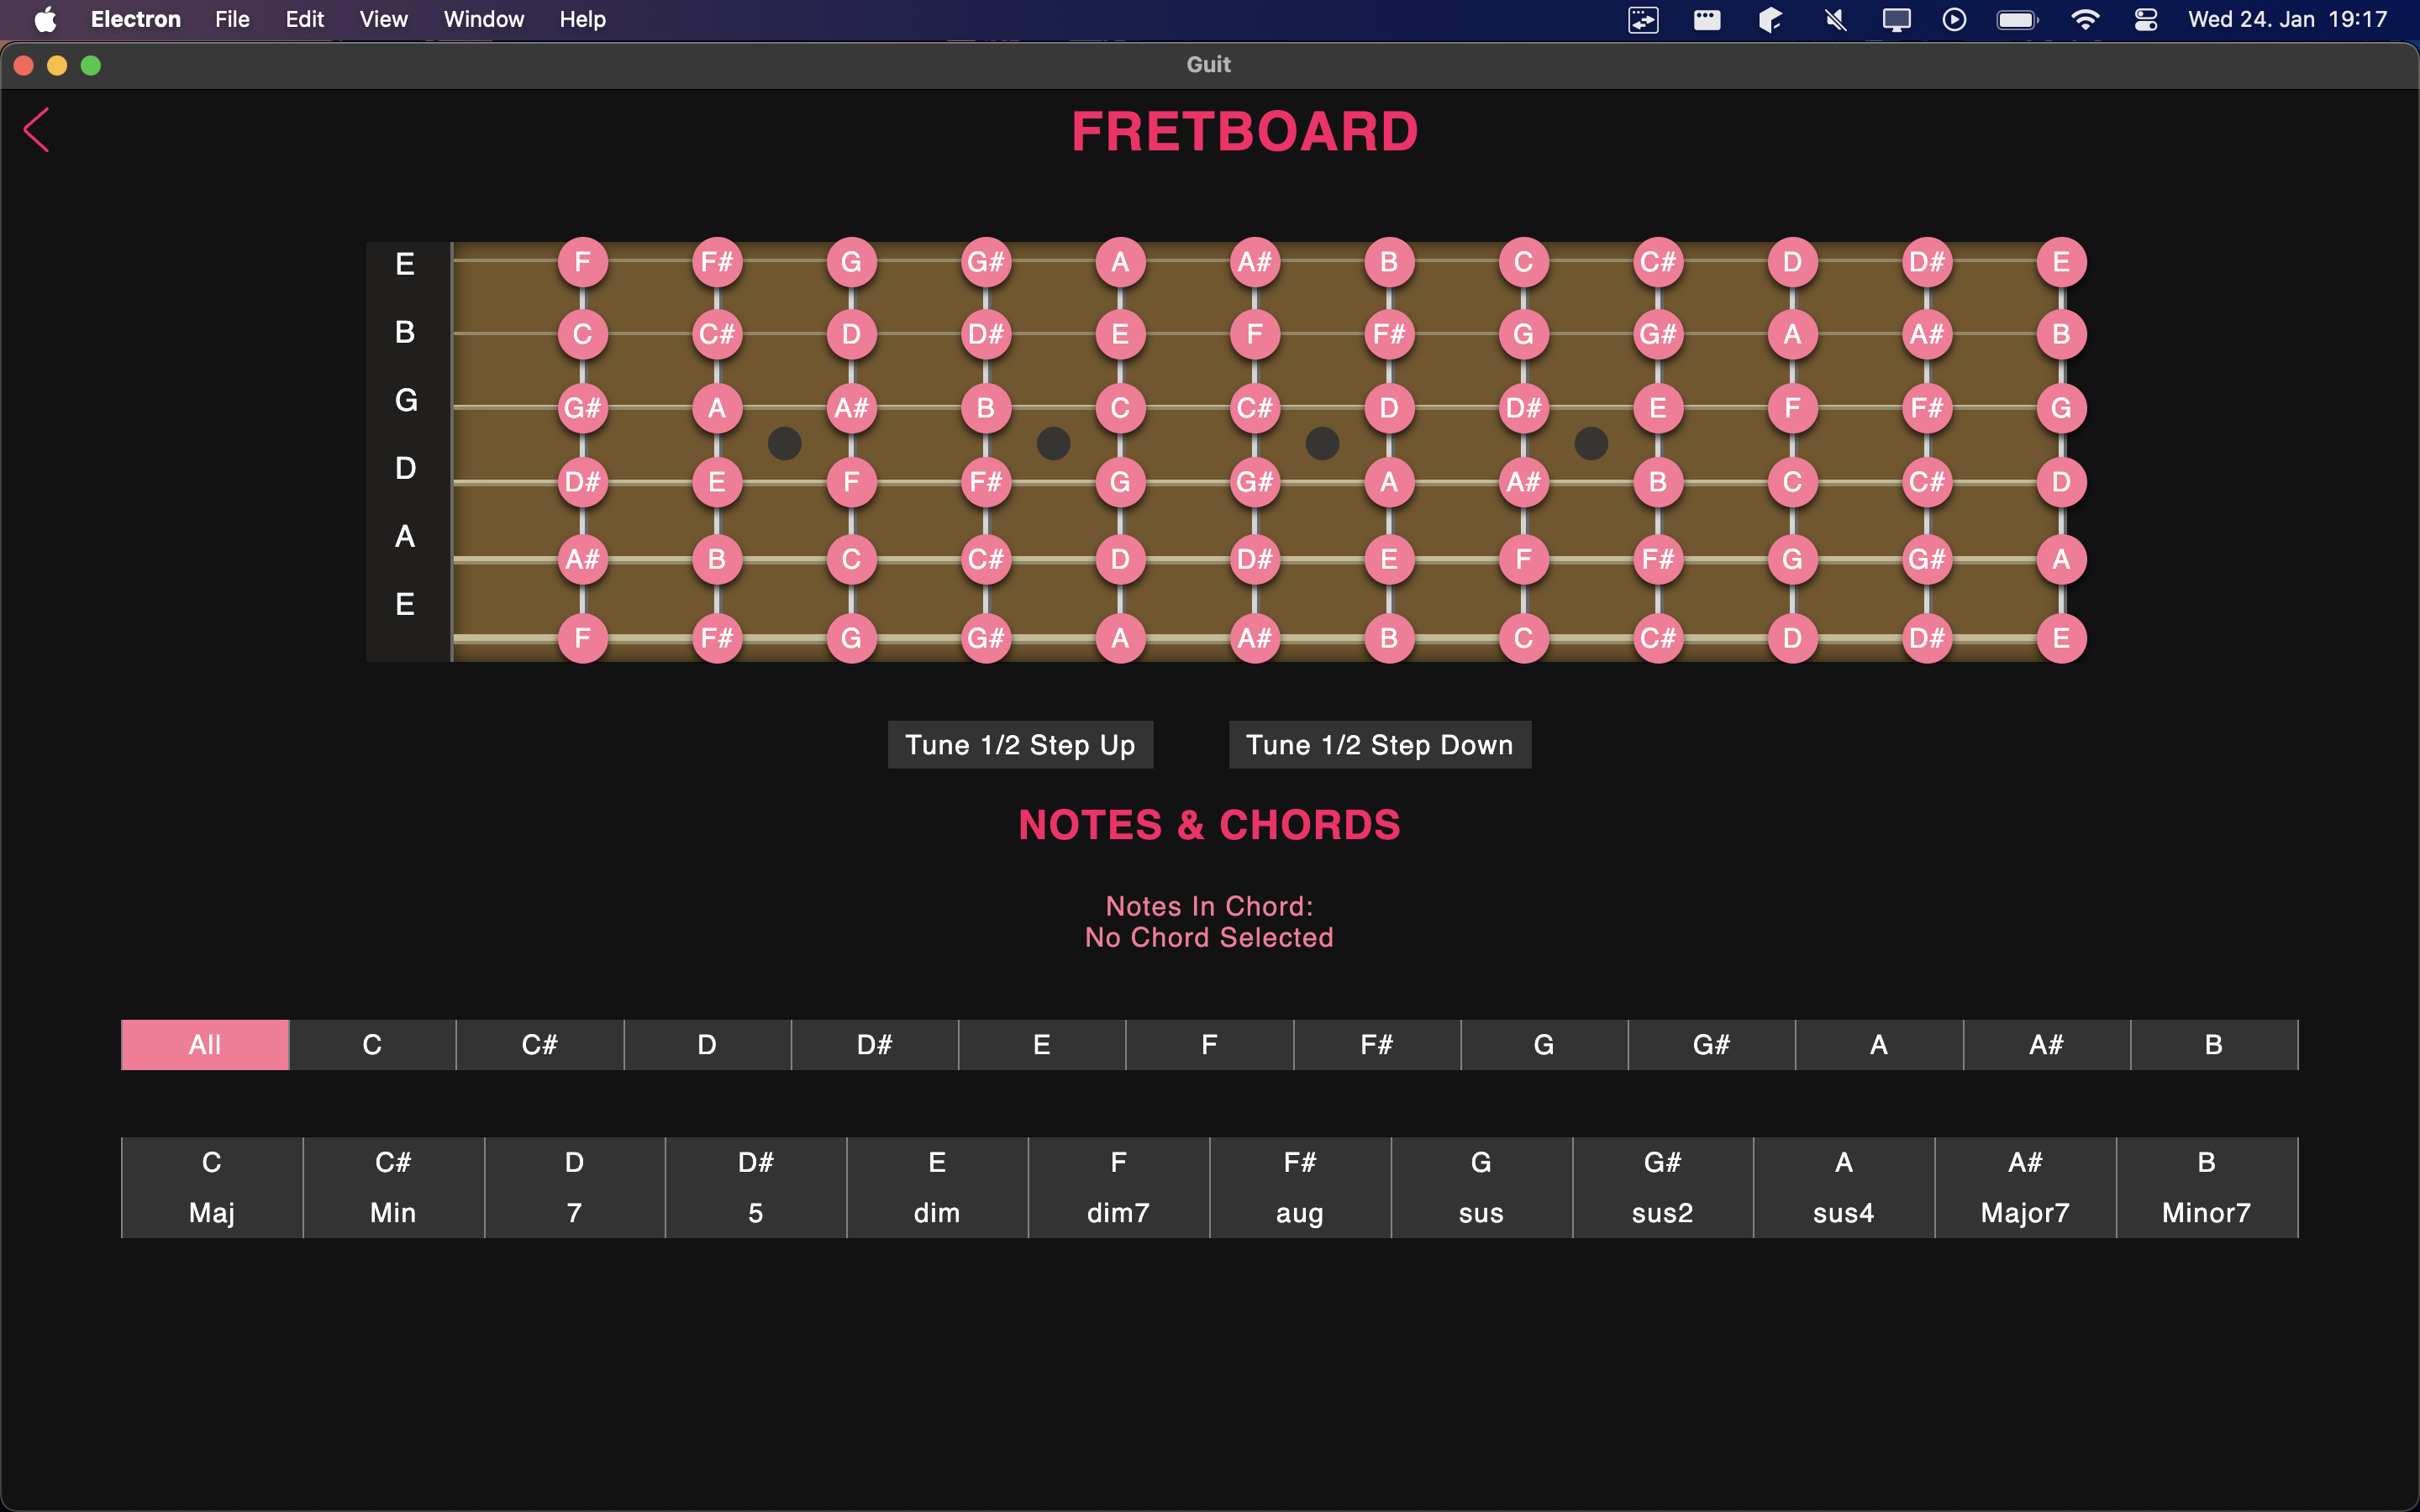 Electron File Edit View Window Help Wed 24. Jan 19:17
Guit
FRETBOARD
E F F# G G# A A# B C C# D D# E
B C C# D D# E F F# G G# A A# B
G G# A A# B C C# D D# E F F# G
D D# E F F# G G# A A# B C C# D
A A# B C C# D D# E F F# G G# A
E F F# G G# A A# B C C# D D# E
Tune 1/2 Step Up Tune 1/2 Step Down
NOTES & CHORDS
Notes In Chord:
No Chord Selected
All C C# D D# E F F# G G# A A# B
C C# D D# E F F# G G# A A# B
Maj Min 7 5 dim dim7 aug sus sus2 sus4 Major7 Minor7